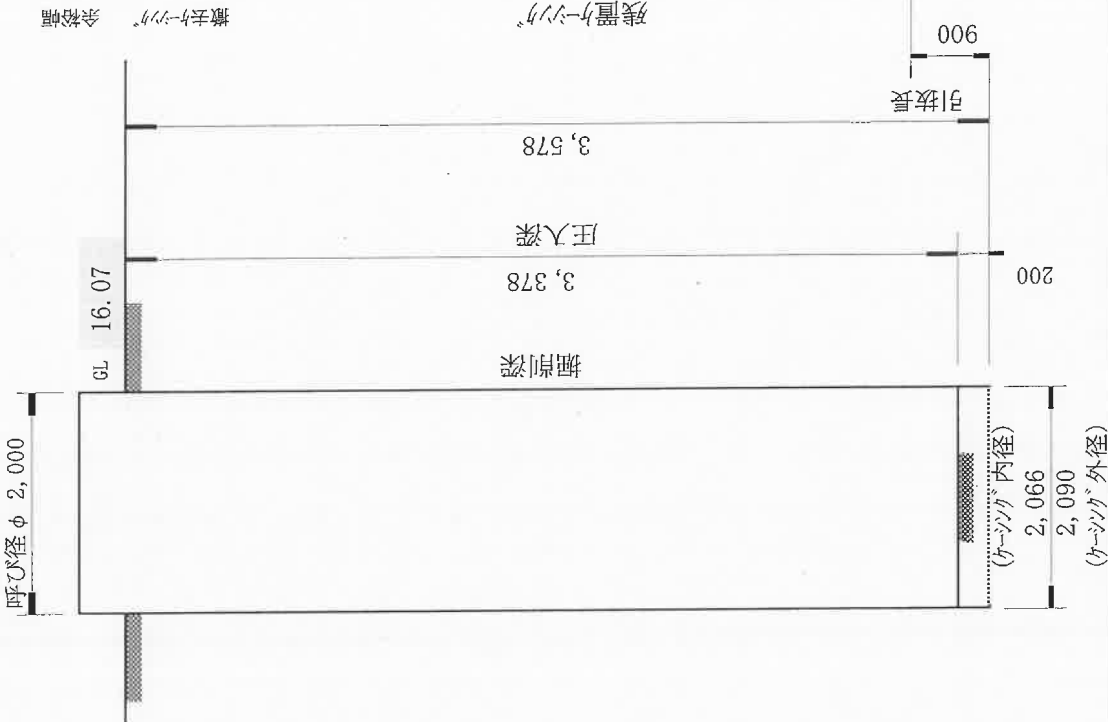 余裕幅
撤去ケーシング
残置ケーシング
900
引抜長
3,578
圧入深
3,378
200
掘削深
GL 16.07
呼び径φ 2,000
(ケーシング内径)
2,066
2,090
(ケーシング外径)